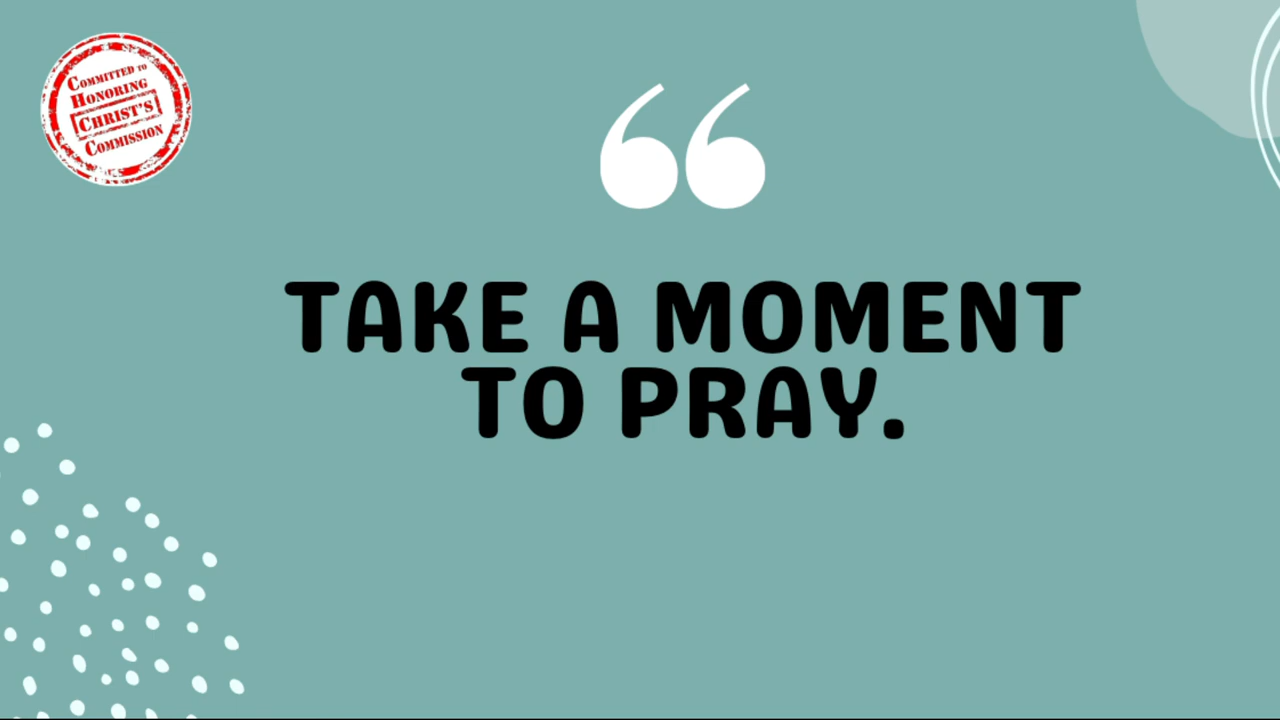 COMMITTED TO
HONORING
CHRIST'S
COMMISSION
“
TAKE A MOMENT
TO PRAY.